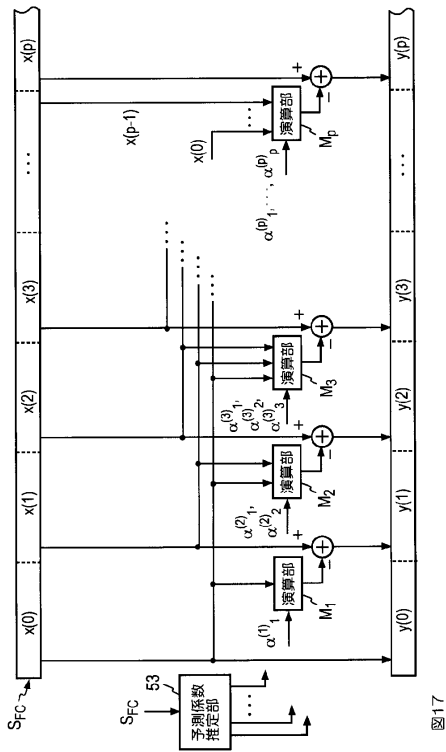 S_FC
x(0) x(1) x(2) x(3) ... x(p)
S_FC
53
予測係数
推定部
...
α^(1)_1
演算部
M_1
+
−
α^(2)_1,
α^(2)_2
演算部
M_2
+
−
α^(3)_1,
α^(3)_2,
α^(3)_3
演算部
M_3
+
−
...
...
...
...
x(0)
x(p-1)
...
α^(p)_1, ..., α^(p)_p
演算部
M_p
+
−
y(0) y(1) y(2) y(3) ... y(p)
図17